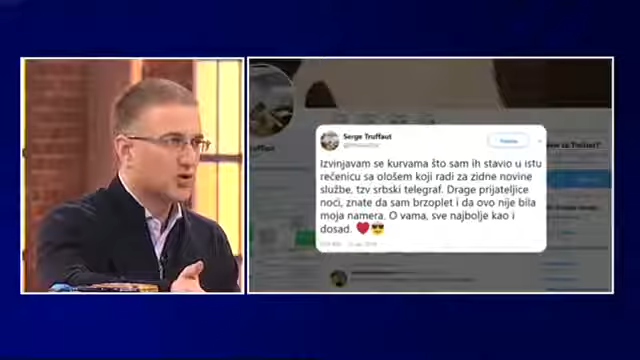 Serge Truffaut
Izvinjavam se kurvama što sam ih stavio u istu
rečenicu sa ološem koji radi za zidne novine
službe, tzv srbski telegraf. Drage prijateljice
noći, znate da sam brzoplet i da ovo nije bila
moja namera. O vama, sve najbolje kao i
dosad. ❤️😎